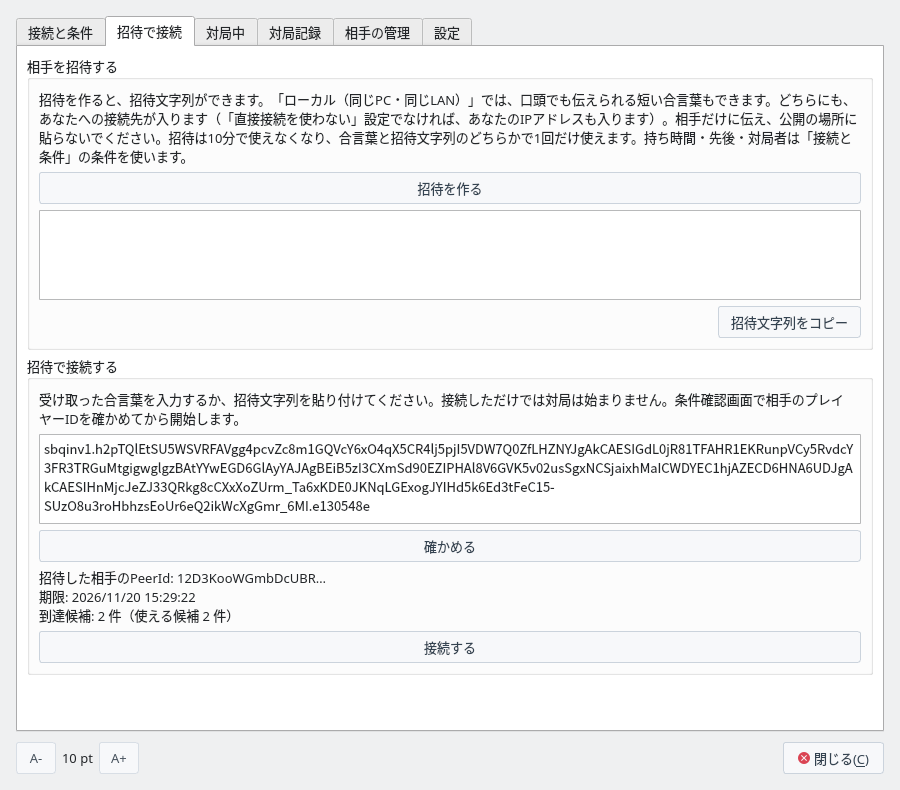 接続と条件 招待で接続 対局中 対局記録 相手の管理 設定
相手を招待する
招待を作ると、招待文字列ができます。「ローカル（同じPC・同じLAN）」では、口頭でも伝えられる短い合言葉もできます。どちらにも、
あなたへの接続先が入ります（「直接接続を使わない」設定でなければ、あなたのIPアドレスも入ります）。相手だけに伝え、公開の場所に
貼らないでください。招待は10分で使えなくなり、合言葉と招待文字列のどちらかで1回だけ使えます。持ち時間・先後・対局者は「接続と
条件」の条件を使います。
招待を作る
招待文字列をコピー
招待で接続する
受け取った合言葉を入力するか、招待文字列を貼り付けてください。接続しただけでは対局は始まりません。条件確認画面で相手のプレイ
ヤーIDを確かめてから開始します。
sbqinv1.h2pTQlEtSU5WSVRFAVgg4pcvZc8m1GQVcY6xO4qX5CR4lj5pjI5VDW7Q0ZfLHZNYJgAkCAESIGdL0jR81TFAHR1EKRunpVCy5RvdcY
3FR3TRGuMtgigwglgzBAtYYwEGD6GlAyYAJAgBEiB5zI3CXmSd90EZIPHAl8V6GVK5v02usSgxNCSjaixhMaICWDYEC1hjAZECD6HNA6UDJgA
kCAESIHnMjcJeZJ33QRkg8cCXxXoZUrm_Ta6xKDE0JKNqLGExogJYIHd5k6Ed3tFeC15-
SUzO8u3roHbhzsEoUr6eQ2ikWcXgGmr_6MI.e130548e
確かめる
招待した相手のPeerId: 12D3KooWGmbDcUBR...
期限: 2026/11/20 15:29:22
到達候補: 2 件（使える候補 2 件）
接続する
A- 10 pt A+ 閉じる(C)